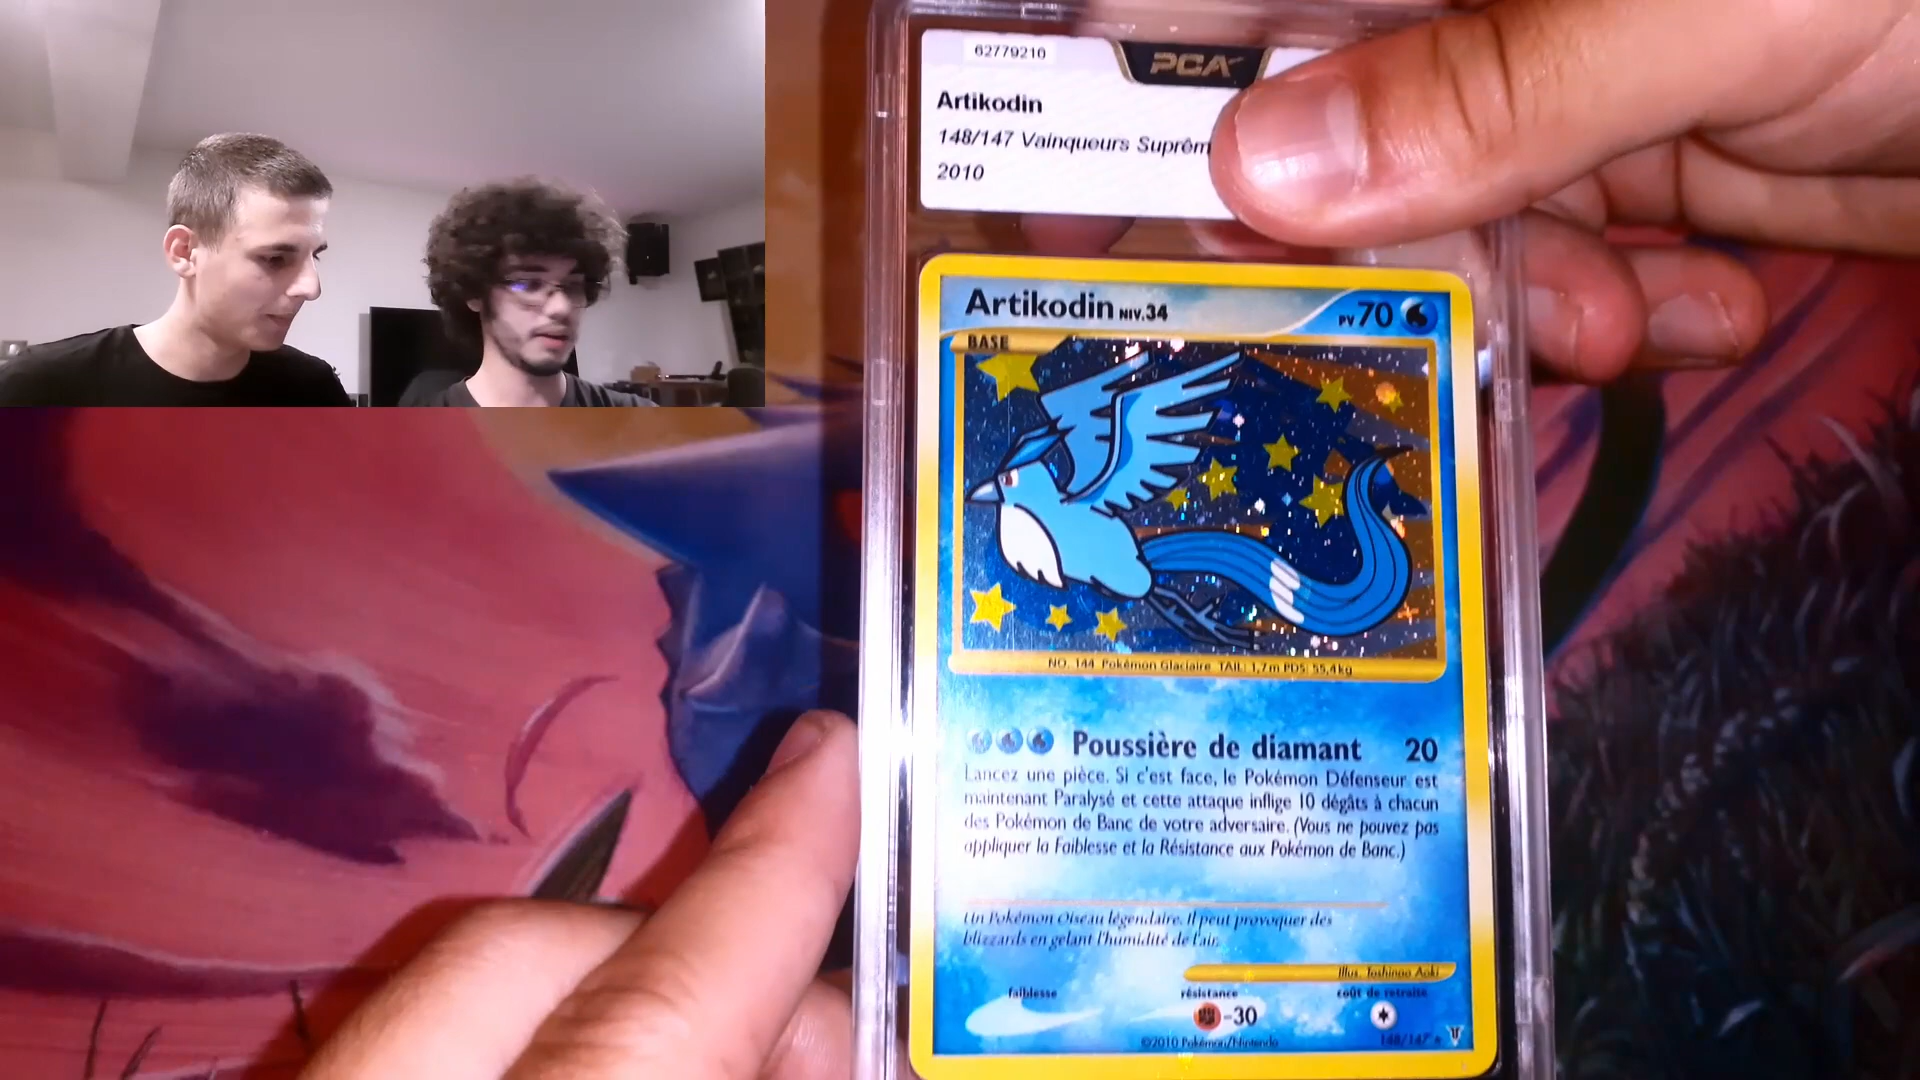 62779210
PCA
Artikodin
148/147 Vainqueurs Suprêm
2010
Artikodin NIV.34
PV 70
BASE
NO. 144 Pokémon Glaciaire TAIL: 1,7m PDS: 55,4kg
Poussière de diamant 20
Lancez une pièce. Si c'est face, le Pokémon Défenseur est
maintenant Paralysé et cette attaque inflige 10 dégâts à chacun
des Pokémon de Banc de votre adversaire. (Vous ne pouvez pas
appliquer la Faiblesse et la Résistance aux Pokémon de Banc.)
Un Pokémon Oiseau légendaire. Il peut provoquer des
blizzards en gelant l'humidité de l'air.
Illus. Toshinao Aoki
faiblesse résistance coût de retraite
-30
©2010 Pokémon/Nintendo
148/147